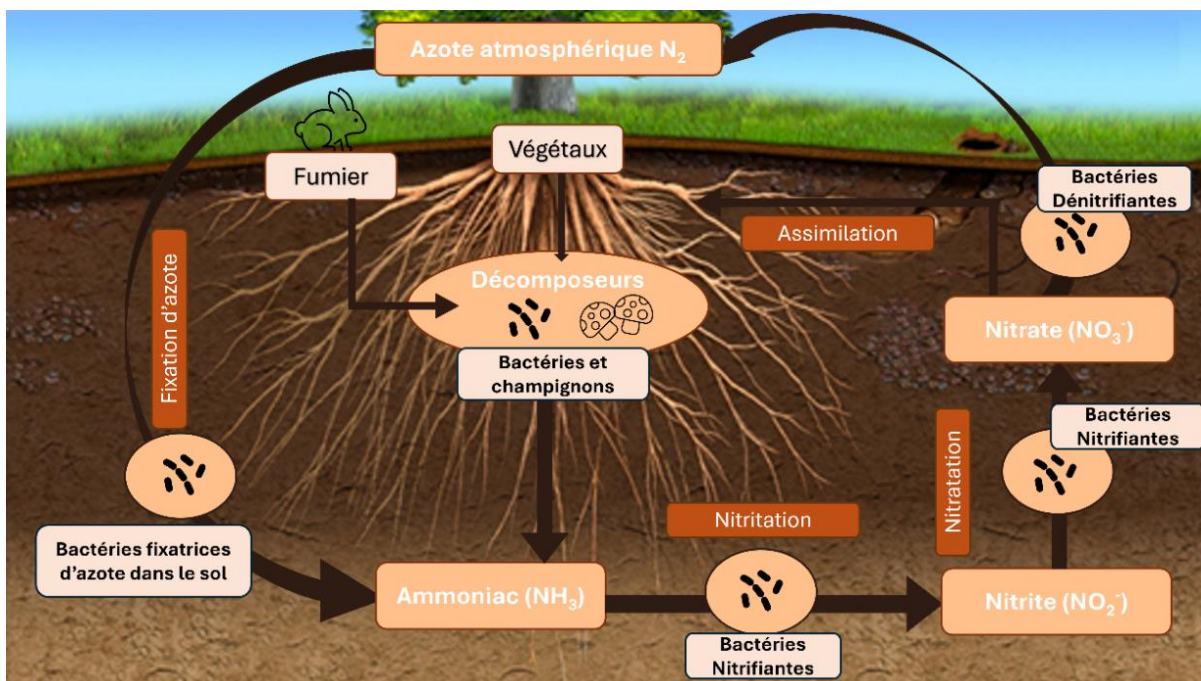 Azote atmosphérique N₂
Végétaux
Fumier
Bactéries
Dénitrifiantes
Assimilation
Fixation d'azote
Décomposeurs
Nitrate (NO₃⁻)
Bactéries et
champignons
Bactéries
Nitrifiantes
Nitratation
Nitritation
Bactéries fixatrices
d'azote dans le sol
Ammoniac (NH₃)
Nitrite (NO₂⁻)
Bactéries
Nitrifiantes